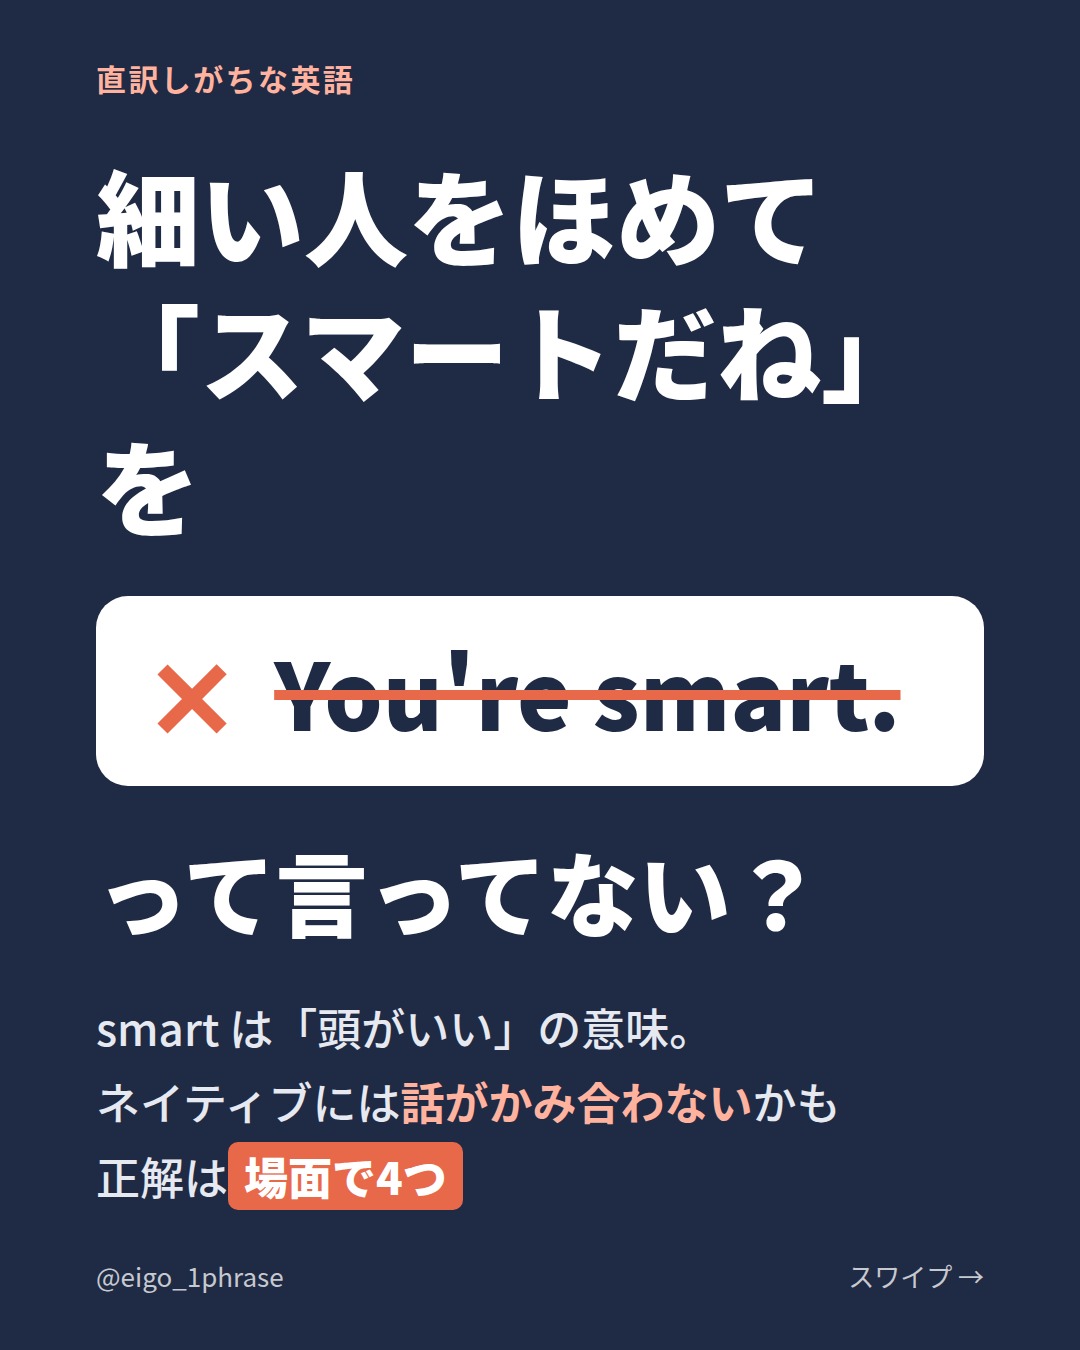 直訳しがちな英語
細い人をほめて
「スマートだね」
を
× You're smart.
って言ってない？
smart は「頭がいい」の意味。
ネイティブには話がかみ合わないかも
正解は場面で4つ
@eigo_1phrase
スワイプ →